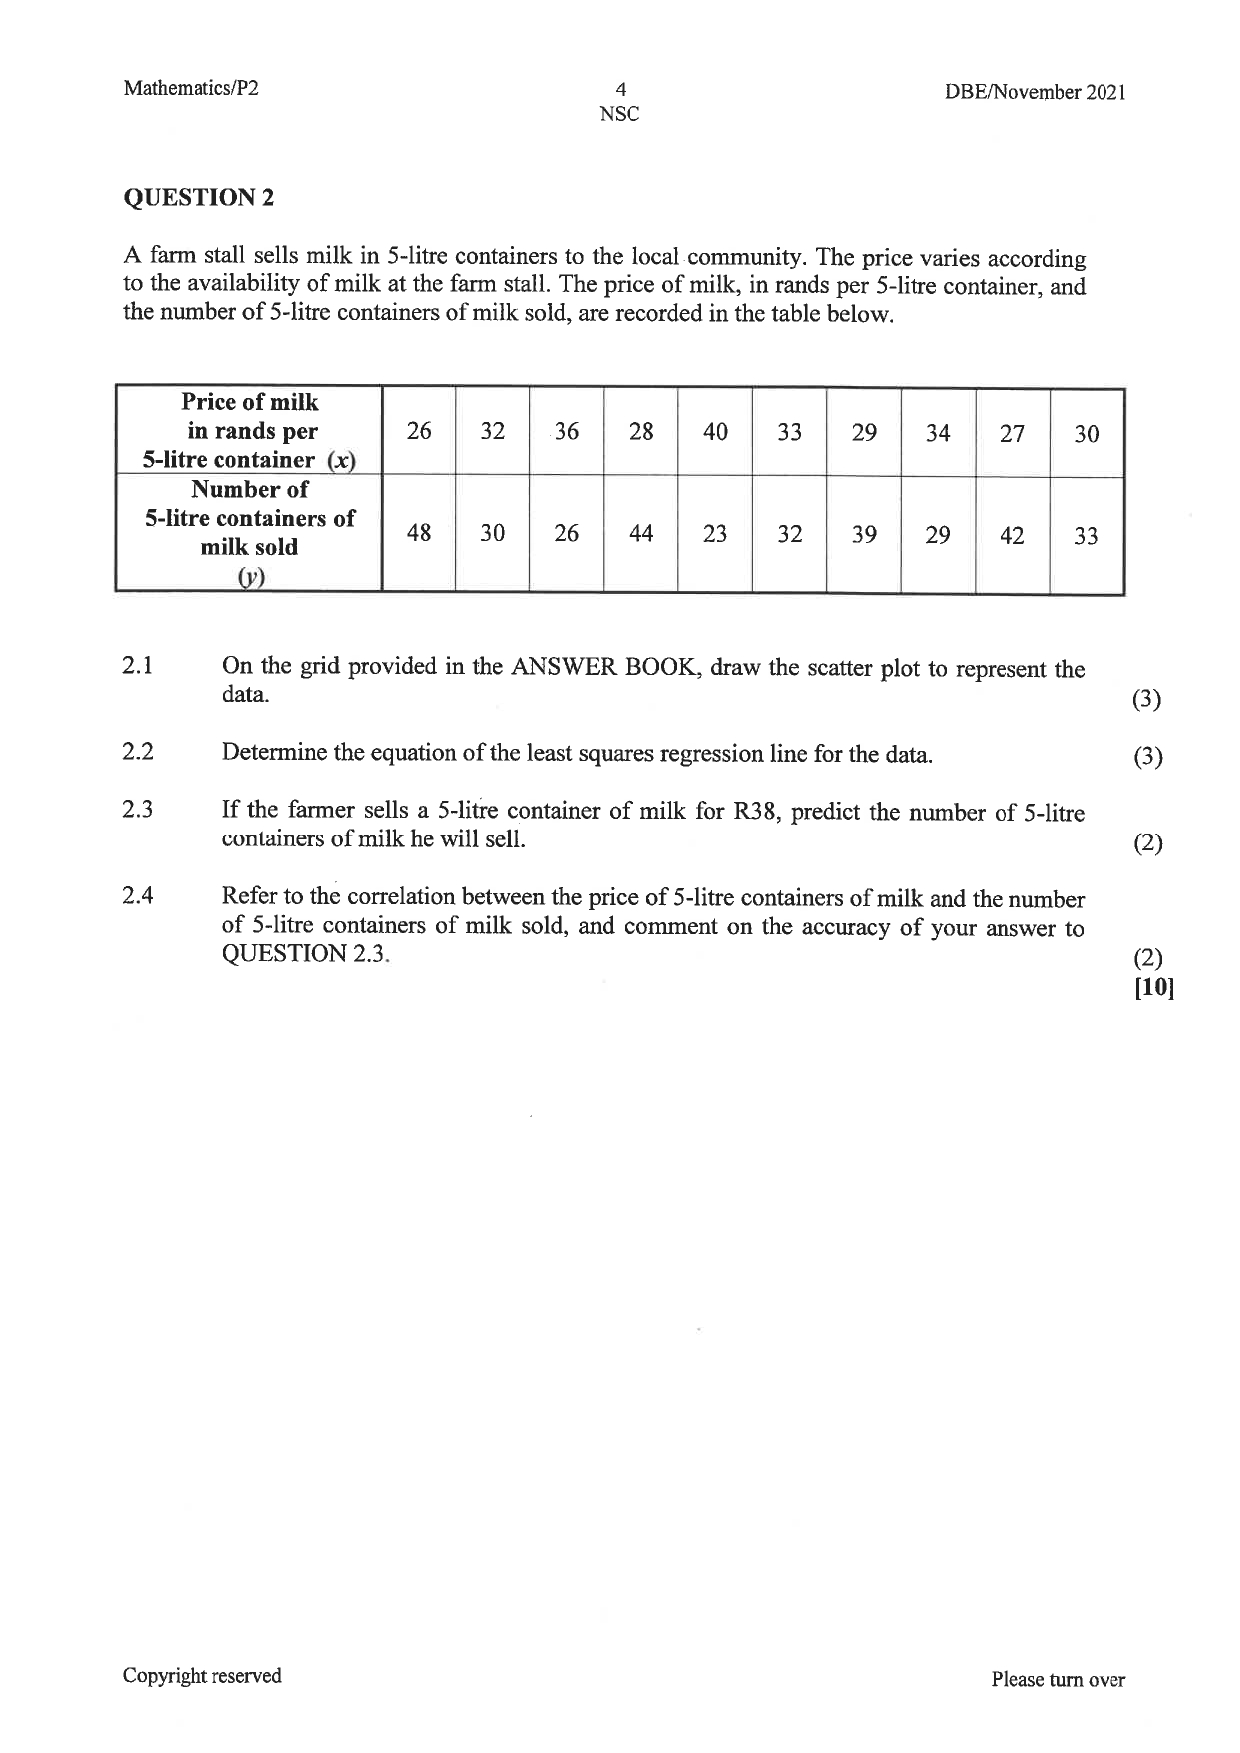 Mathematics/P2 4 DBE/November 2021
NSC
QUESTION 2
A farm stall sells milk in 5-litre containers to the local community. The price varies according
to the availability of milk at the farm stall. The price of milk, in rands per 5-litre container, and
the number of 5-litre containers of milk sold, are recorded in the table below.
Price of milk
in rands per 26 32 36 28 40 33 29 34 27 30
5-litre container (x)
Number of
5-litre containers of
milk sold 48 30 26 44 23 32 39 29 42 33
(y)
2.1 On the grid provided in the ANSWER BOOK, draw the scatter plot to represent the
data. (3)
2.2 Determine the equation of the least squares regression line for the data. (3)
2.3 If the farmer sells a 5-litre container of milk for R38, predict the number of 5-litre
containers of milk he will sell. (2)
2.4 Refer to the correlation between the price of 5-litre containers of milk and the number
of 5-litre containers of milk sold, and comment on the accuracy of your answer to
QUESTION 2.3. (2)
[10]
Copyright reserved Please turn over